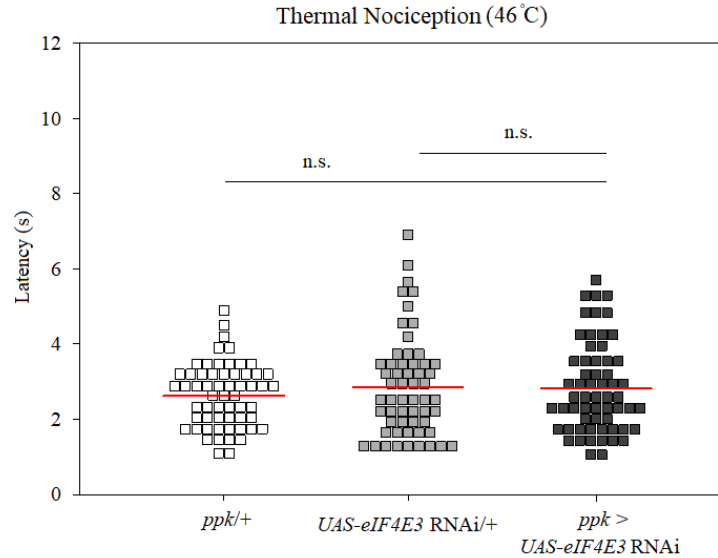 Thermal Nociception (46°C)
12
10
8
6
4
2
0
Latency (s)
n.s.
n.s.
ppk/+
UAS-eIF4E3 RNAi/+
ppk >
UAS-eIF4E3 RNAi